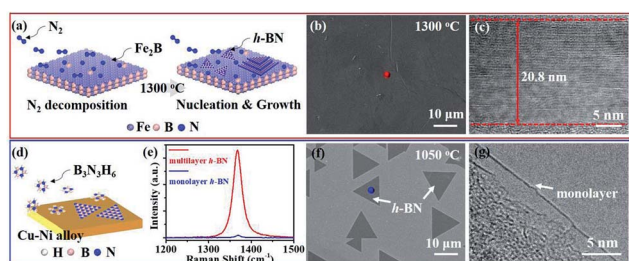 (a)
N₂
Fe₂B
h-BN
1300 °C
N₂ decomposition
Nucleation & Growth
Fe B N
(b)
1300 °C
10 μm
(c)
20.8 nm
5 nm
(d)
B₃N₃H₆
Cu-Ni alloy
H B N
(e)
multilayer h-BN
monolayer h-BN
Intensity (a.u.)
1200 1300 1400 1500
Raman Shift (cm⁻¹)
(f)
1050 °C
h-BN
10 μm
(g)
monolayer
5 nm